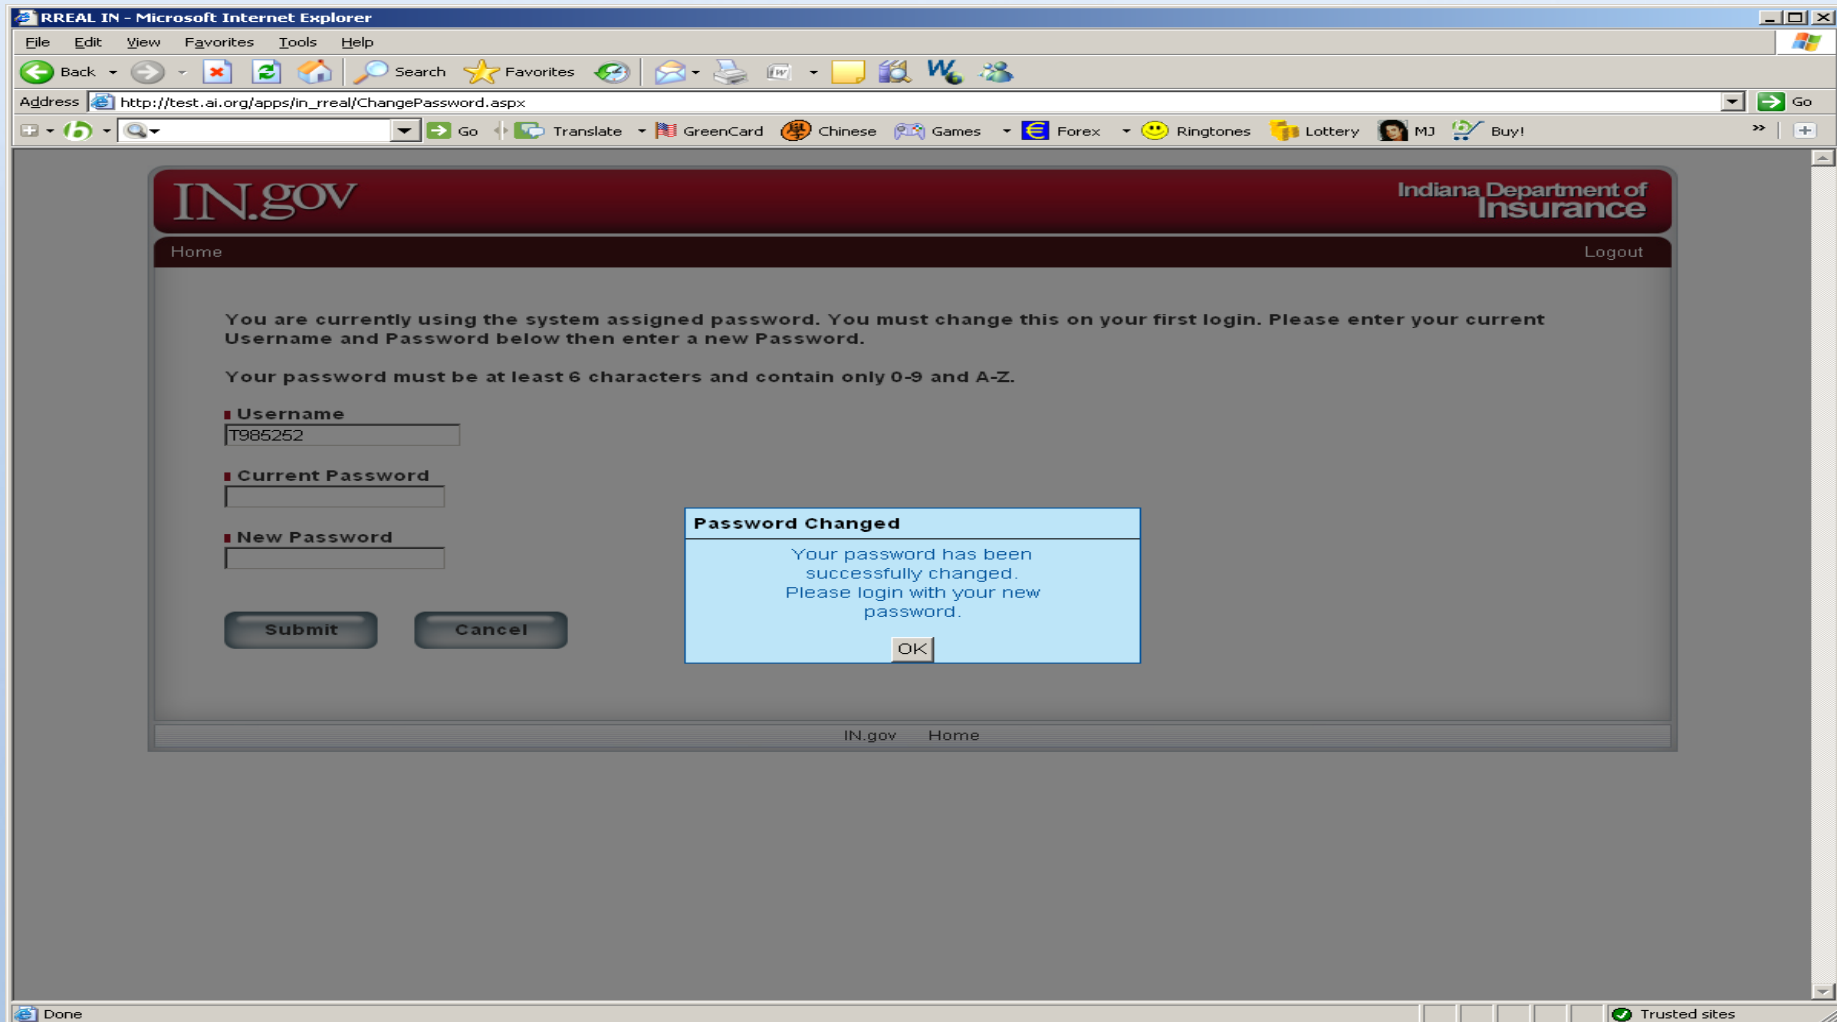 RREAL IN - Microsoft Internet Explorer
File Edit View Favorites Tools Help
Back Search Favorites
Address http://test.ai.org/apps/in_rreal/ChangePassword.aspx Go
Go Translate GreenCard Chinese Games Forex Ringtones Lottery MJ Buy! »
IN.gov
Indiana Department of
Insurance
Home Logout
You are currently using the system assigned password. You must change this on your first login. Please enter your current
Username and Password below then enter a new Password.
Your password must be at least 6 characters and contain only 0-9 and A-Z.
Username
T985252
Current Password
New Password
Submit Cancel
Password Changed
Your password has been
successfully changed.
Please login with your new
password.
OK
IN.gov Home
Done Trusted sites